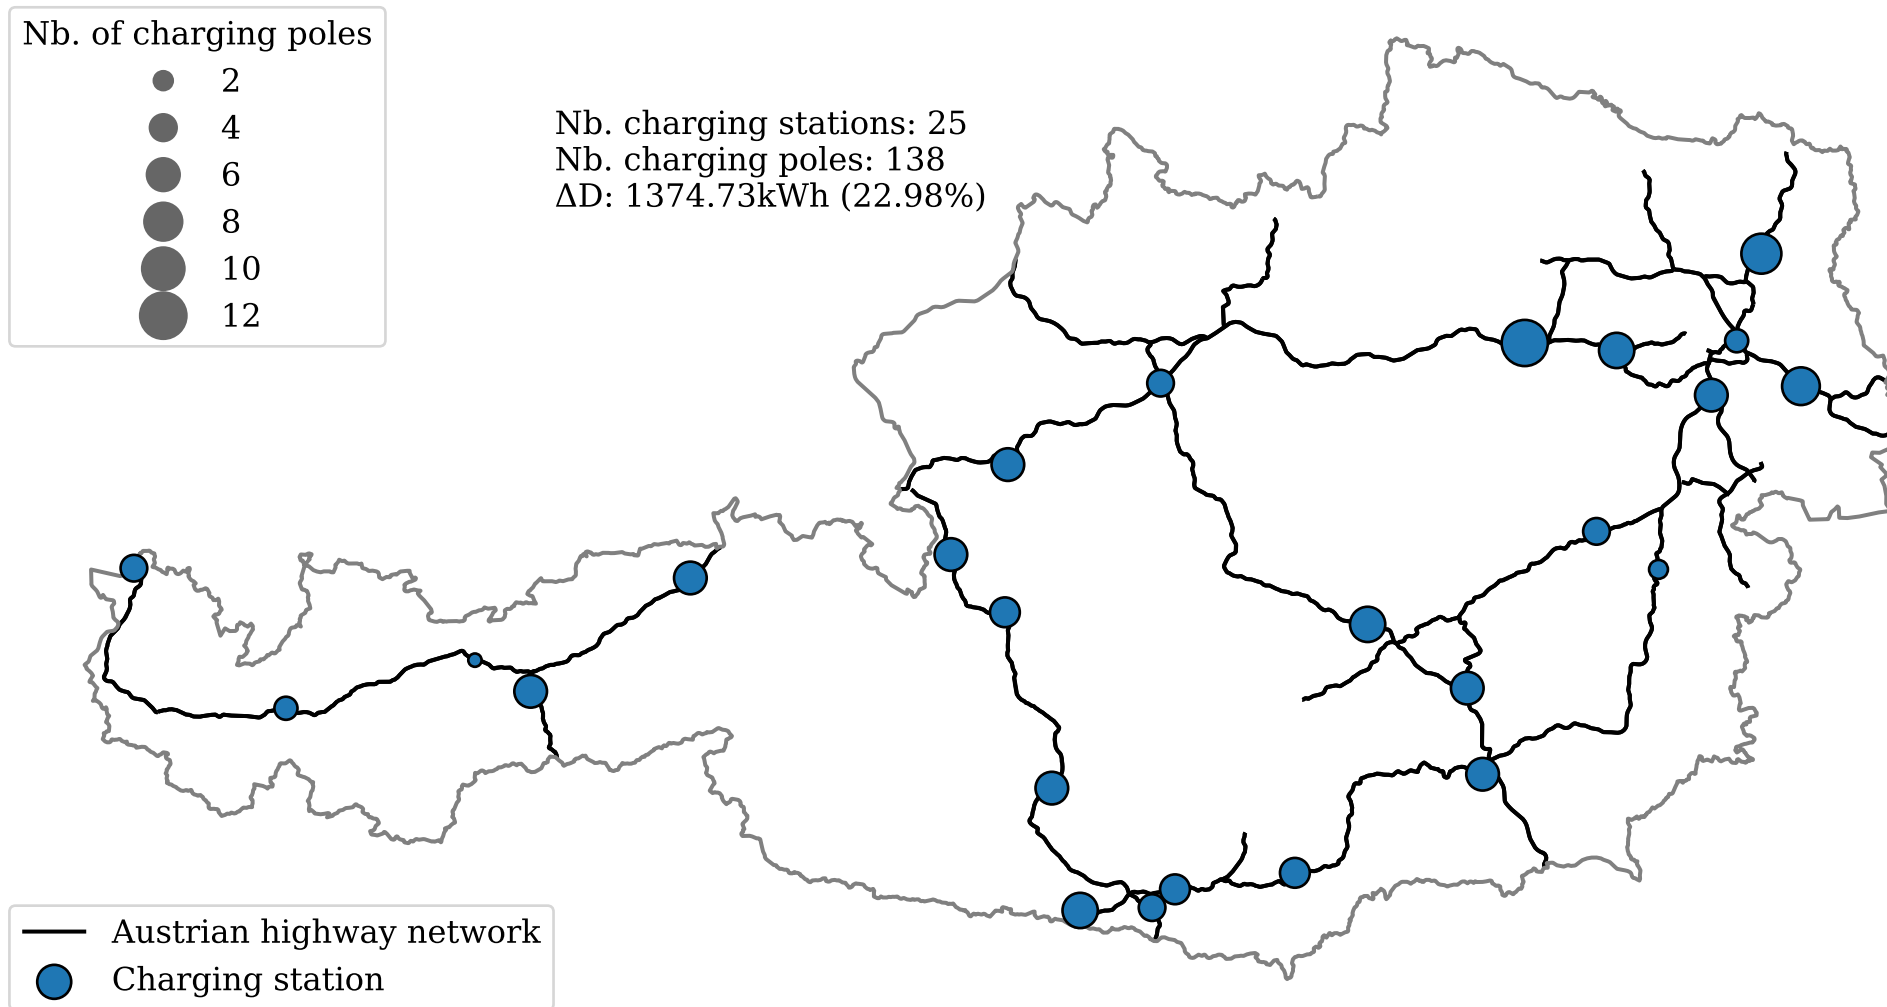 Nb. of charging poles
2
4
6
8
10
12
Nb. charging stations: 25
Nb. charging poles: 138
ΔD: 1374.73kWh (22.98%)
Austrian highway network
Charging station